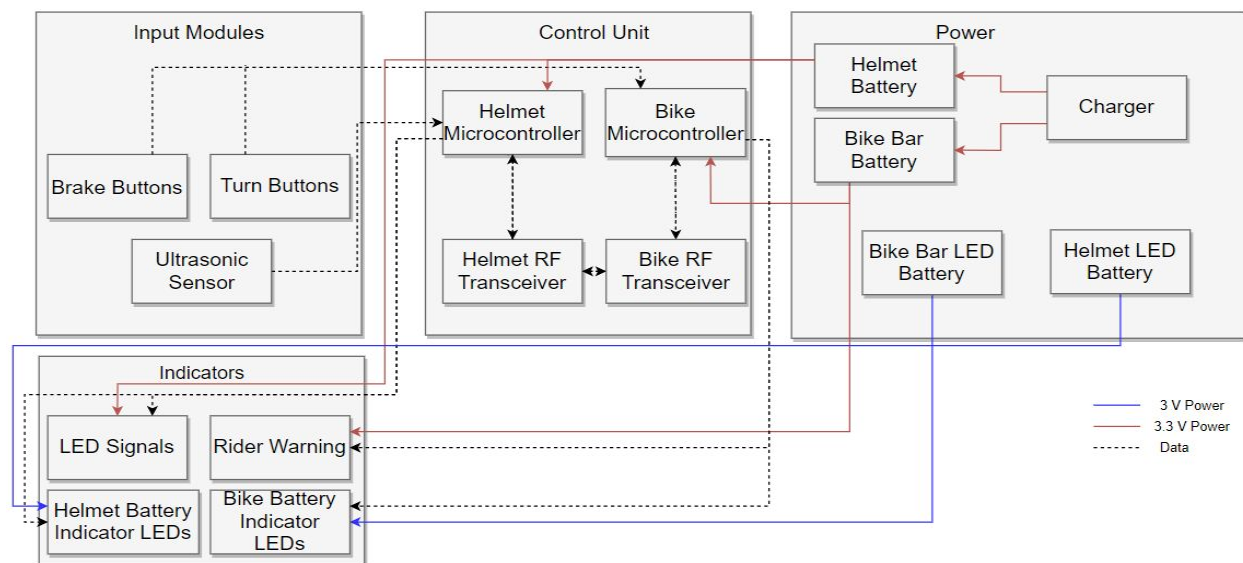 Input Modules
Control Unit
Power
Brake Buttons
Turn Buttons
Ultrasonic
Sensor
Helmet
Microcontroller
Bike
Microcontroller
Helmet RF
Transceiver
Bike RF
Transceiver
Helmet
Battery
Bike Bar
Battery
Charger
Bike Bar LED
Battery
Helmet LED
Battery
Indicators
LED Signals
Rider Warning
Helmet Battery
Indicator LEDs
Bike Battery
Indicator
LEDs
3 V Power
3.3 V Power
Data